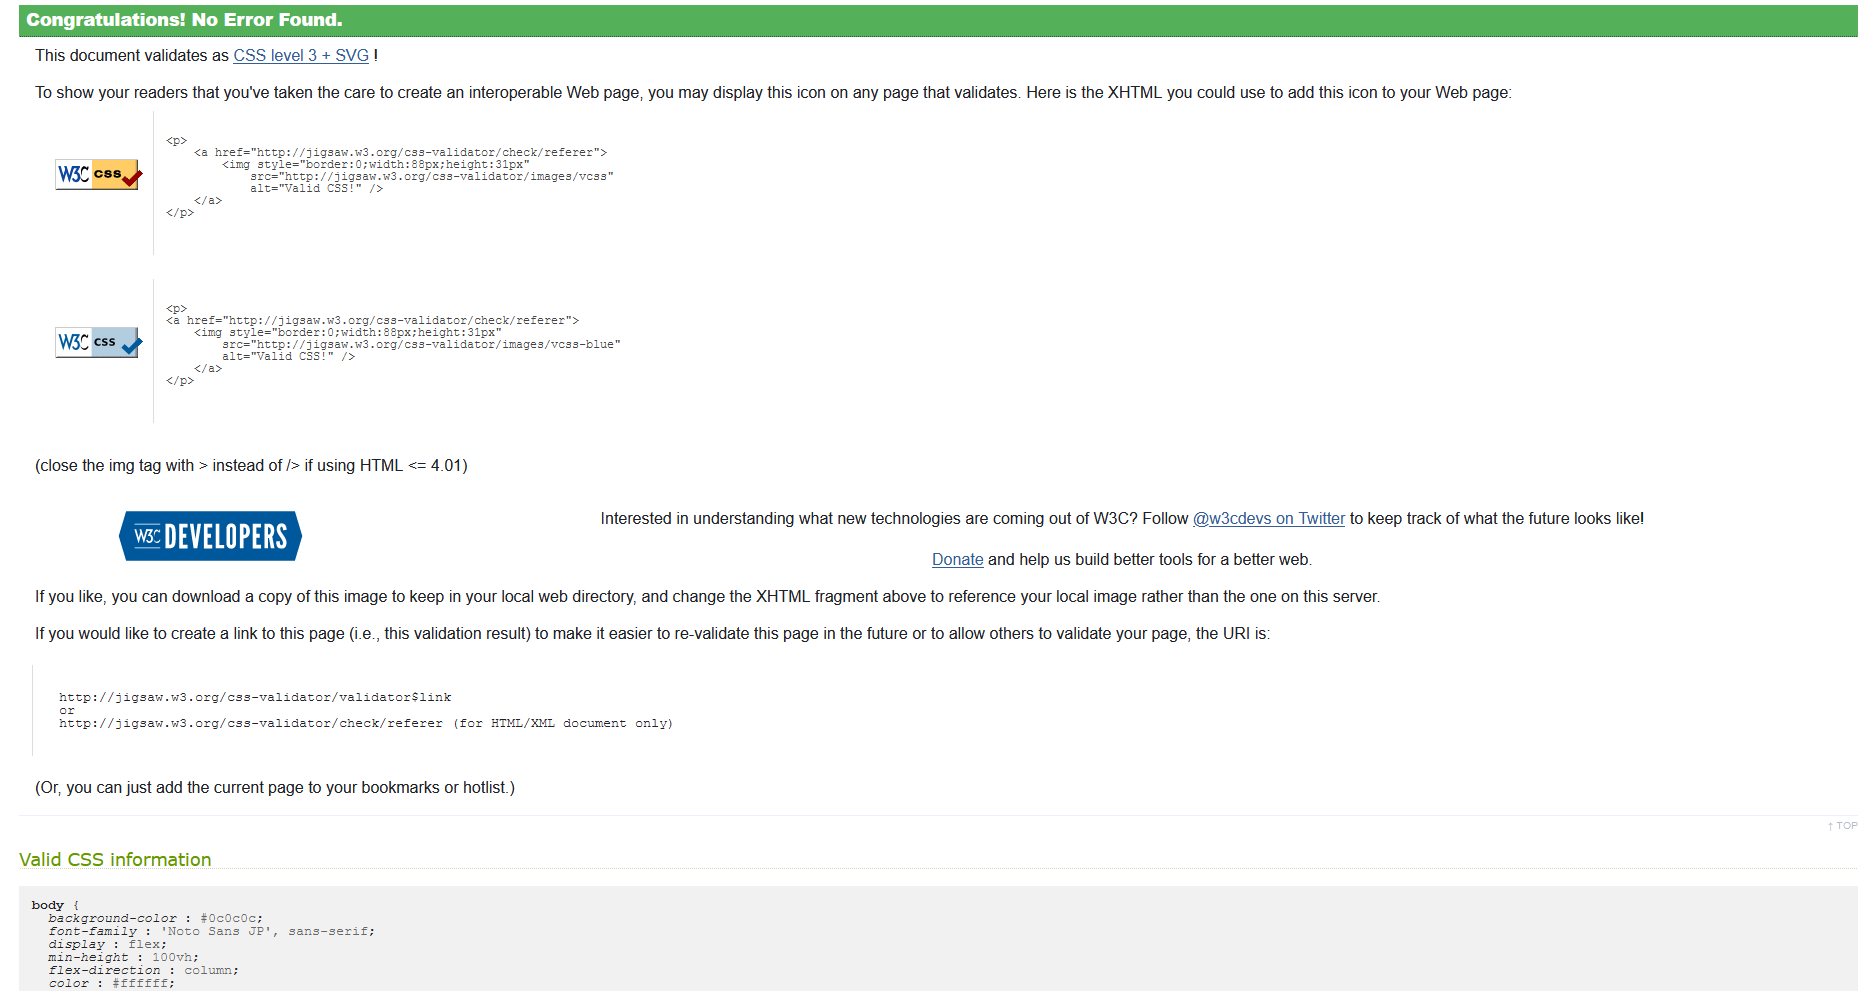 Congratulations! No Error Found.
This document validates as CSS level 3 + SVG !
To show your readers that you've taken the care to create an interoperable Web page, you may display this icon on any page that validates. Here is the XHTML you could use to add this icon to your Web page:
W3C css
<p>
<a href="http://jigsaw.w3.org/css-validator/check/referer">
<img style="border:0;width:88px;height:31px"
src="http://jigsaw.w3.org/css-validator/images/vcss"
alt="Valid CSS!" />
</a>
</p>
W3C css
<p>
<a href="http://jigsaw.w3.org/css-validator/check/referer">
<img style="border:0;width:88px;height:31px"
src="http://jigsaw.w3.org/css-validator/images/vcss-blue"
alt="Valid CSS!" />
</a>
</p>
(close the img tag with > instead of /> if using HTML <= 4.01)
W3C DEVELOPERS
Interested in understanding what new technologies are coming out of W3C? Follow @w3cdevs on Twitter to keep track of what the future looks like!
Donate and help us build better tools for a better web.
If you like, you can download a copy of this image to keep in your local web directory, and change the XHTML fragment above to reference your local image rather than the one on this server.
If you would like to create a link to this page (i.e., this validation result) to make it easier to re-validate this page in the future or to allow others to validate your page, the URI is:
http://jigsaw.w3.org/css-validator/validator$link
or
http://jigsaw.w3.org/css-validator/check/referer (for HTML/XML document only)
(Or, you can just add the current page to your bookmarks or hotlist.)
↑ TOP
Valid CSS information
body {
background-color : #0c0c0c;
font-family : 'Noto Sans JP', sans-serif;
display : flex;
min-height : 100vh;
flex-direction : column;
color : #ffffff;